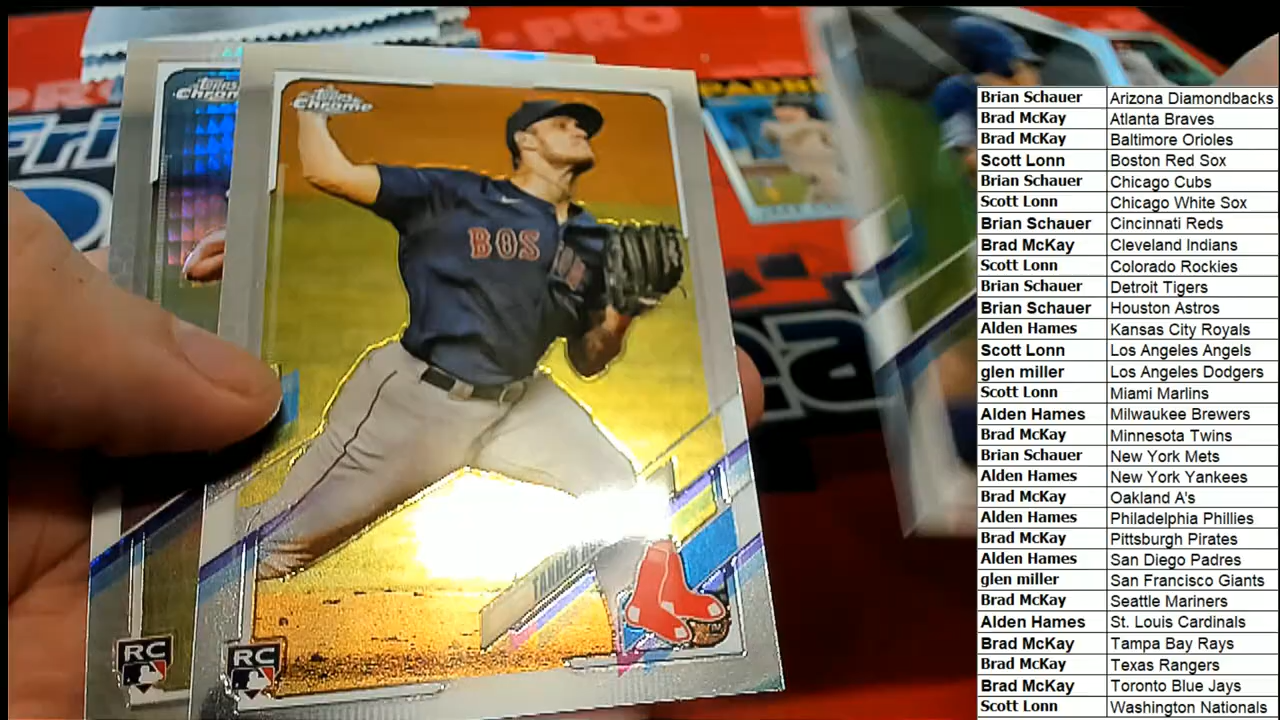 Topps
Chrome
Topps
Chrome
BOS
TANNER
RC
RC
PRO
PADRES
Brian Schauer Arizona Diamondbacks
Brad McKay Atlanta Braves
Brad McKay Baltimore Orioles
Scott Lonn Boston Red Sox
Brian Schauer Chicago Cubs
Scott Lonn Chicago White Sox
Brian Schauer Cincinnati Reds
Brad McKay Cleveland Indians
Scott Lonn Colorado Rockies
Brian Schauer Detroit Tigers
Brian Schauer Houston Astros
Alden Hames Kansas City Royals
Scott Lonn Los Angeles Angels
glen miller Los Angeles Dodgers
Scott Lonn Miami Marlins
Alden Hames Milwaukee Brewers
Brad McKay Minnesota Twins
Brian Schauer New York Mets
Alden Hames New York Yankees
Brad McKay Oakland A's
Alden Hames Philadelphia Phillies
Brad McKay Pittsburgh Pirates
Alden Hames San Diego Padres
glen miller San Francisco Giants
Brad McKay Seattle Mariners
Alden Hames St. Louis Cardinals
Brad McKay Tampa Bay Rays
Brad McKay Texas Rangers
Brad McKay Toronto Blue Jays
Scott Lonn Washington Nationals